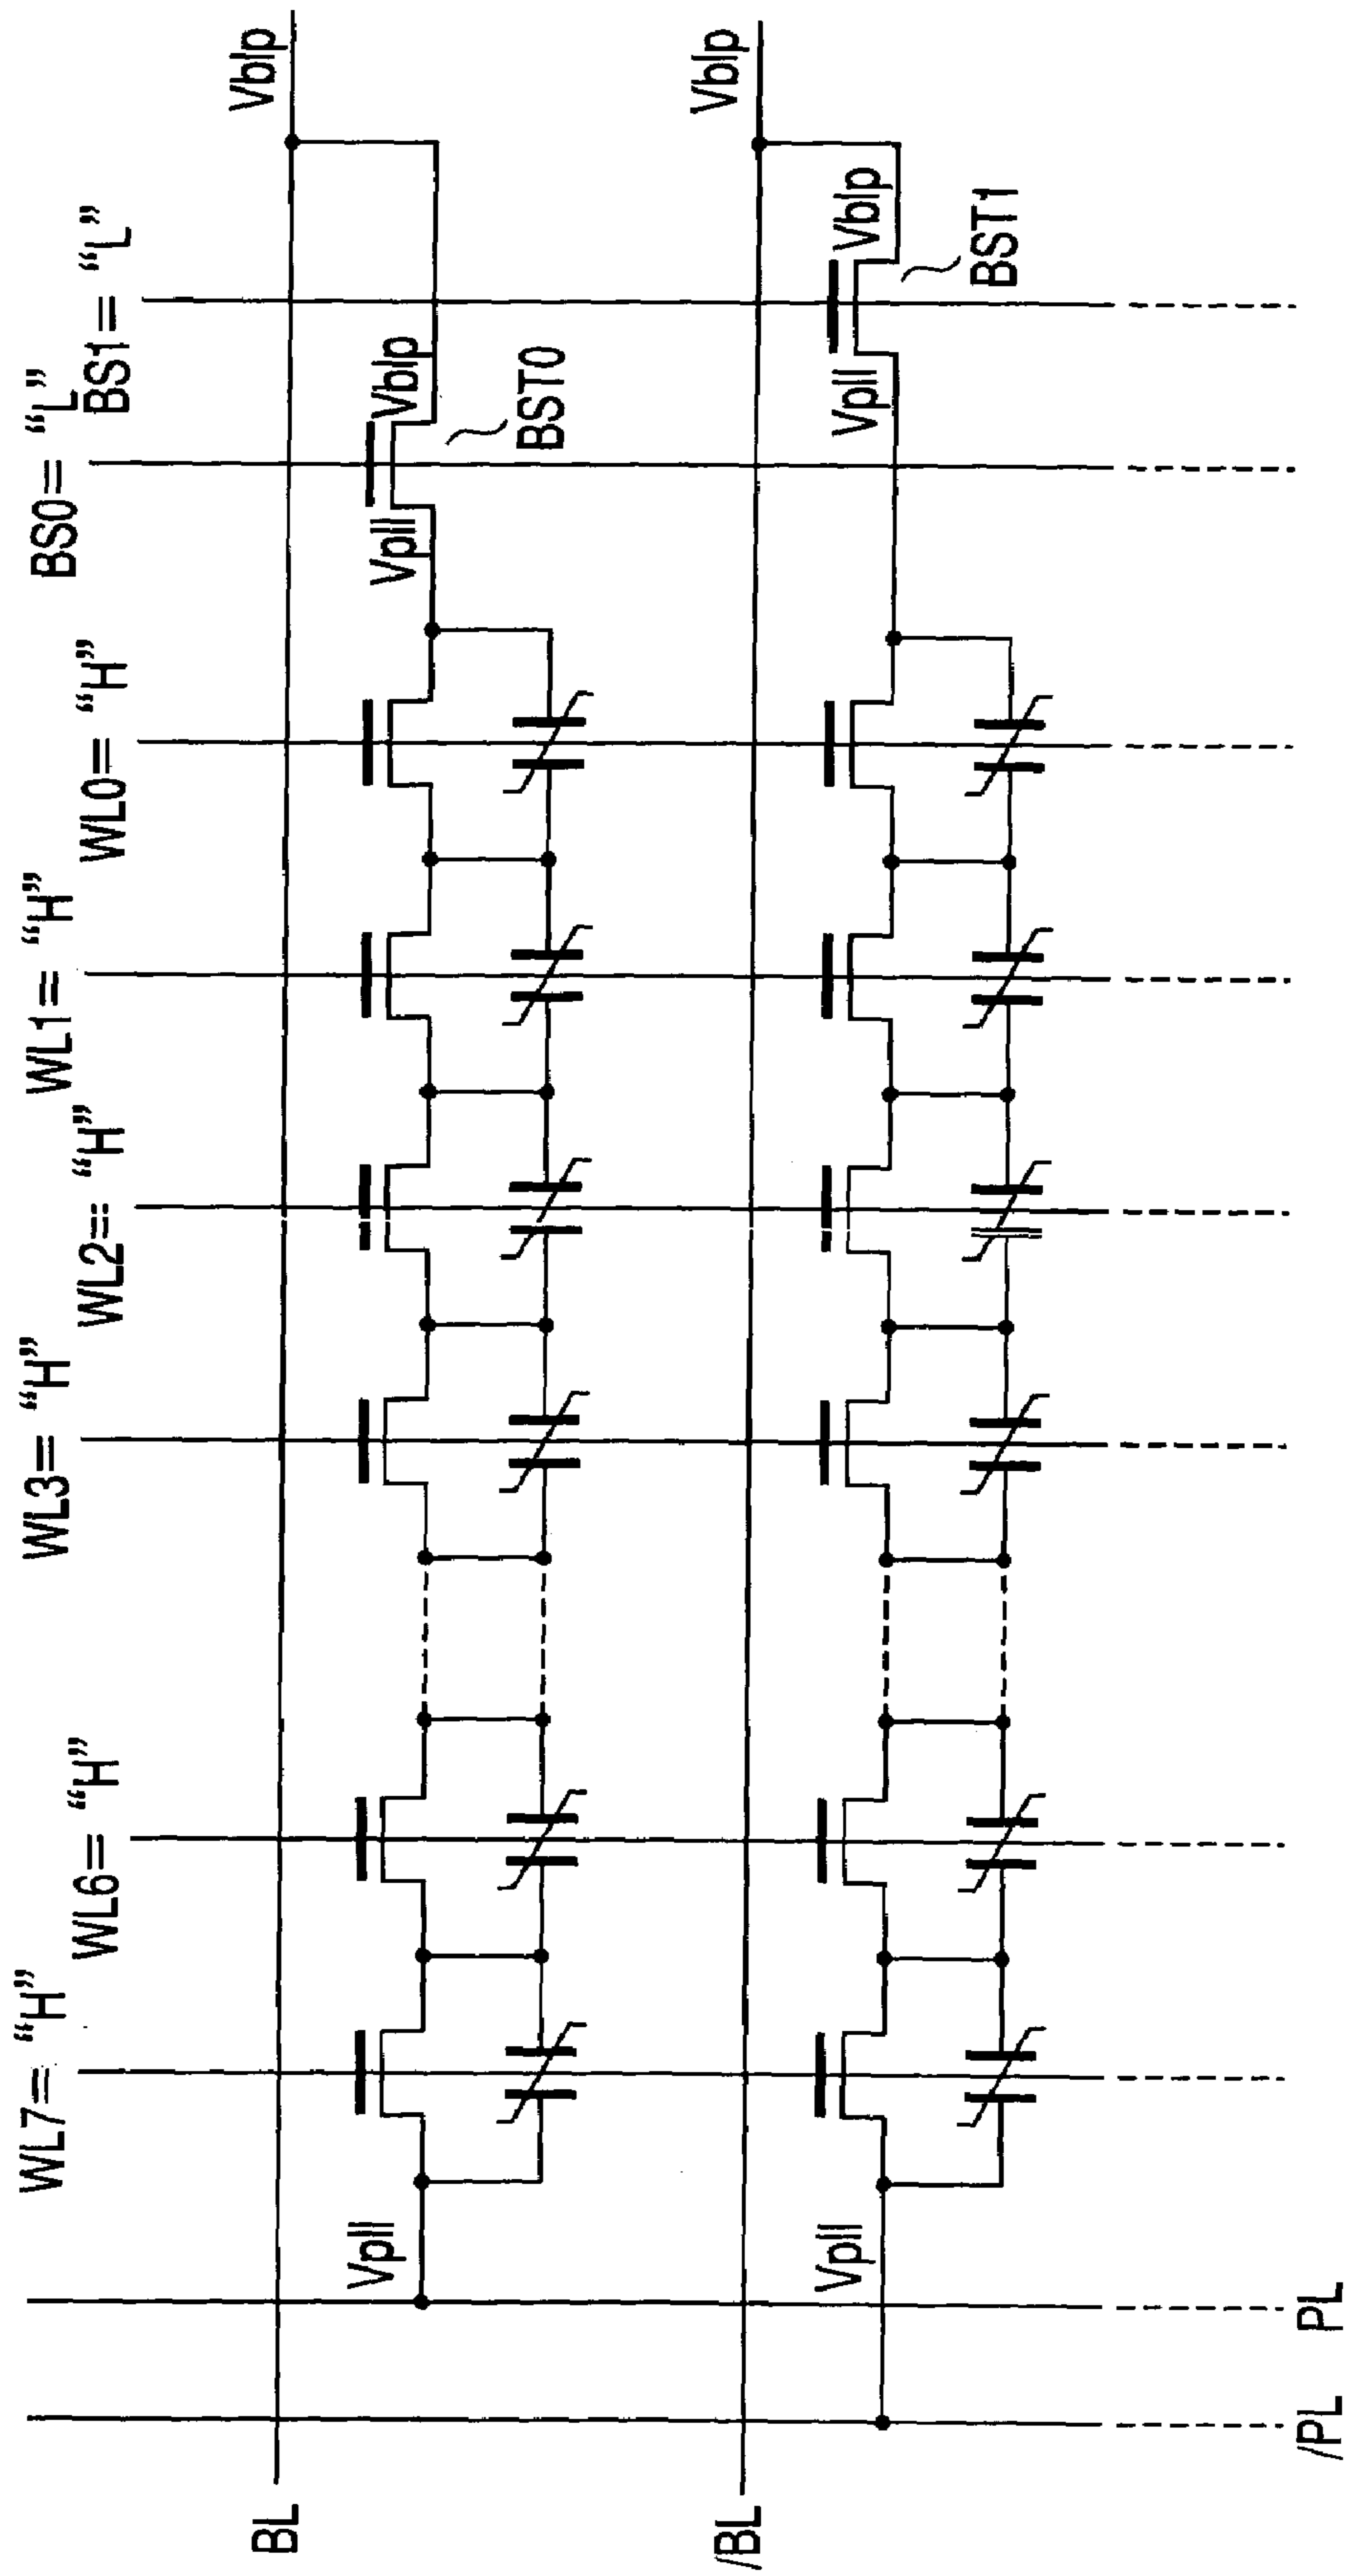 WL7= “H”
WL6= “H”
WL3= “H”
WL2= “H”
WL1= “H”
WL0= “H”
BS0= “L”
BS1= “L”
BL
Vblp
Vpll
Vpll
Vblp
BST0
/BL
Vblp
Vpll
Vpll
Vblp
BST1
/PL
PL